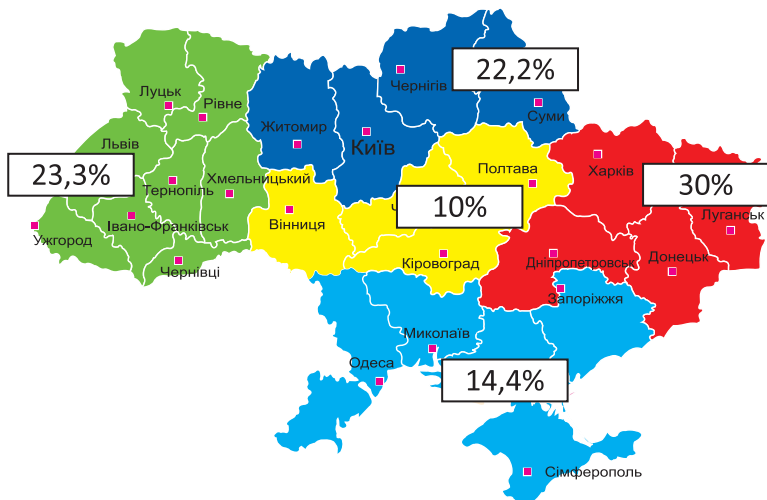 22,2%
Чернігів
Луцьк
Рівне
Суми
Житомир
Київ
Львів
Полтава
Харків
23,3%
30%
Тернопіль
Хмельницький
10%
Вінниця
Луганськ
Івано-Франківськ
Ужгород
Кіровоград
Дніпропетровськ
Донецьк
Чернівці
Запоріжжя
Миколаїв
Одеса
14,4%
Сімферополь